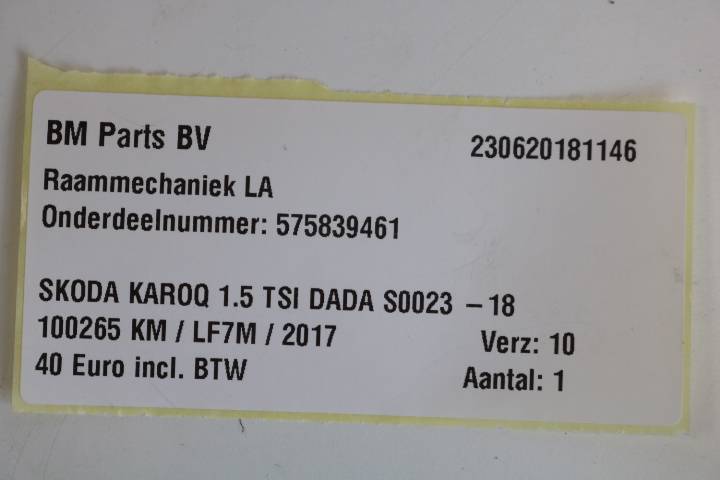 BM Parts BV 230620181146
Raammechaniek LA
Onderdeelnummer: 575839461
SKODA KAROQ 1.5 TSI DADA S0023 – 18
100265 KM / LF7M / 2017 Verz: 10
40 Euro incl. BTW Aantal: 1